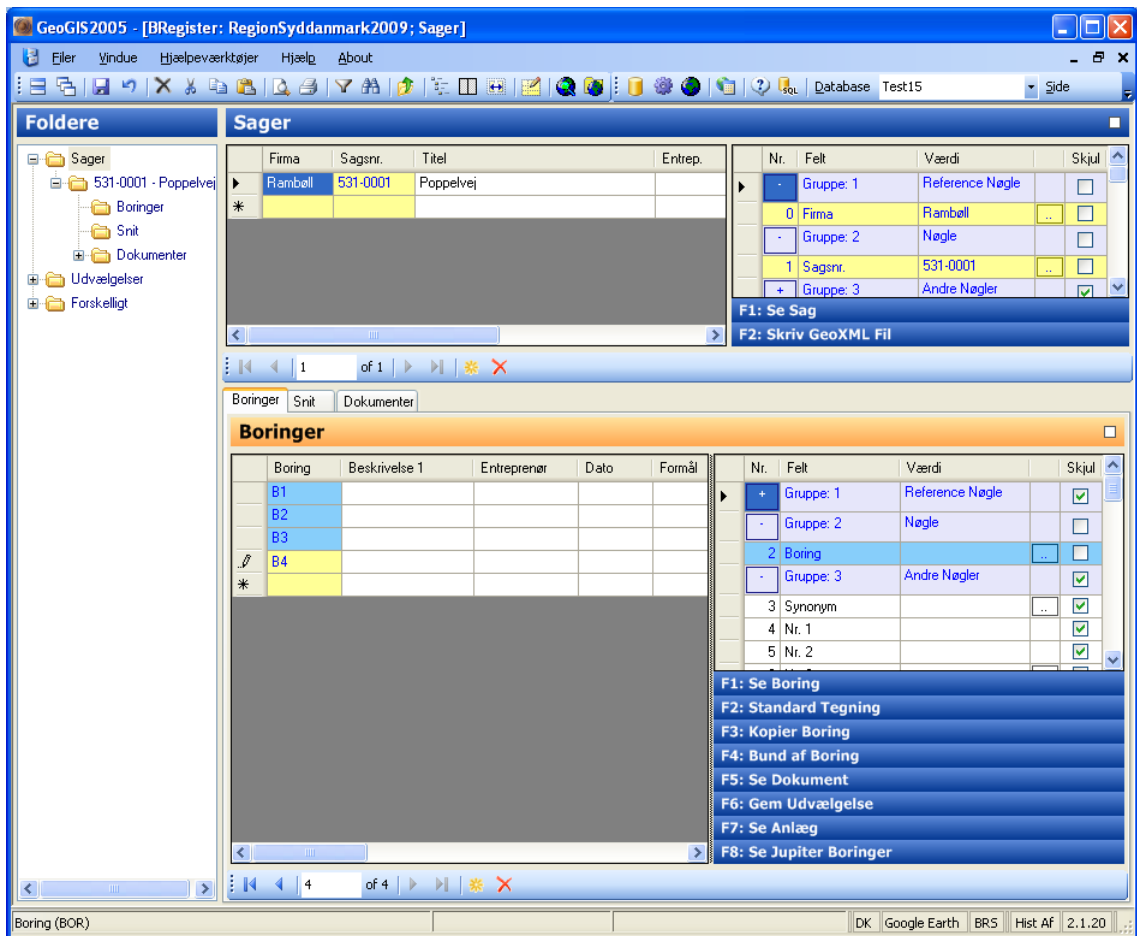 GeoGIS2005 - [BRegister: RegionSyddanmark2009; Sager]
Eiler Vindue Hjælpeværktøjer Hjælp About
SQL Database Test15 Side
Foldere
Sager
531-0001 - Poppelvej
Boringer
Snit
Dokumenter
Udvælgelser
Forskelligt
Sager
Firma Sagsnr. Titel Entrep.
Rambøll 531-0001 Poppelvej
Nr. Felt Værdi Skjul
- Gruppe: 1 Reference Nøgle
0 Firma Rambøll ..
- Gruppe: 2 Nøgle
1 Sagsnr. 531-0001 ..
+ Gruppe: 3 Andre Nøgler
F1: Se Sag
F2: Skriv GeoXML Fil
1 of 1
Boringer Snit Dokumenter
Boringer
Boring Beskrivelse 1 Entreprenør Dato Formål
B1
B2
B3
B4
Nr. Felt Værdi Skjul
+ Gruppe: 1 Reference Nøgle
- Gruppe: 2 Nøgle
2 Boring ..
- Gruppe: 3 Andre Nøgler
3 Synonym ..
4 Nr. 1
5 Nr. 2
F1: Se Boring
F2: Standard Tegning
F3: Kopier Boring
F4: Bund af Boring
F5: Se Dokument
F6: Gem Udvælgelse
F7: Se Anlæg
F8: Se Jupiter Boringer
4 of 4
Boring (BOR) DK Google Earth BRS Hist Af 2.1.20